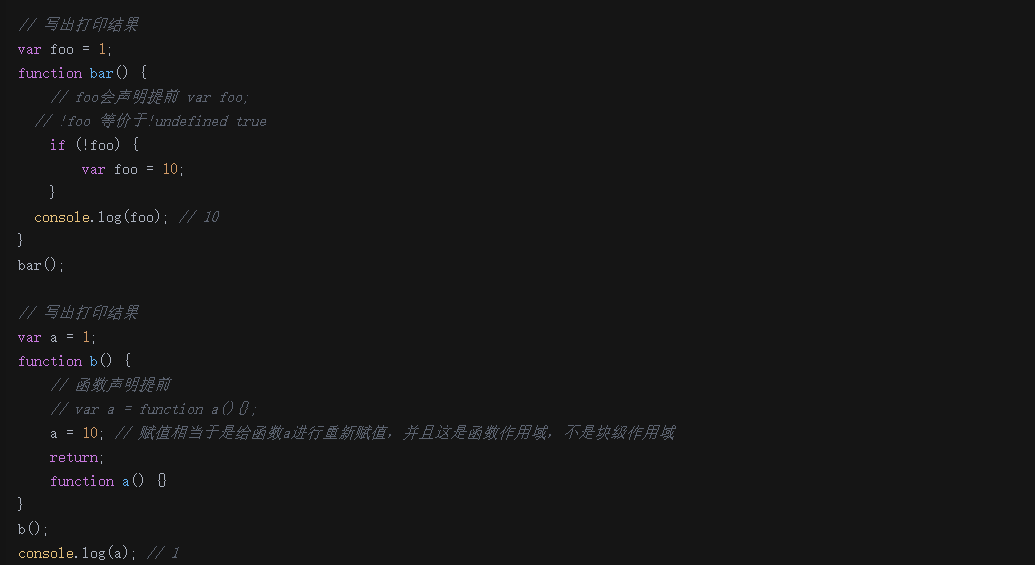 // 写出打印结果
var foo = 1;
function bar() {
    // foo会声明提前 var foo;
  // !foo 等价于!undefined true
    if (!foo) {
        var foo = 10;
    }
  console.log(foo); // 10
}
bar();

// 写出打印结果
var a = 1;
function b() {
    // 函数声明提前
    // var a = function a(){};
    a = 10; // 赋值相当于是给函数a进行重新赋值，并且这是函数作用域，不是块级作用域
    return;
    function a() {}
}
b();
console.log(a); // 1